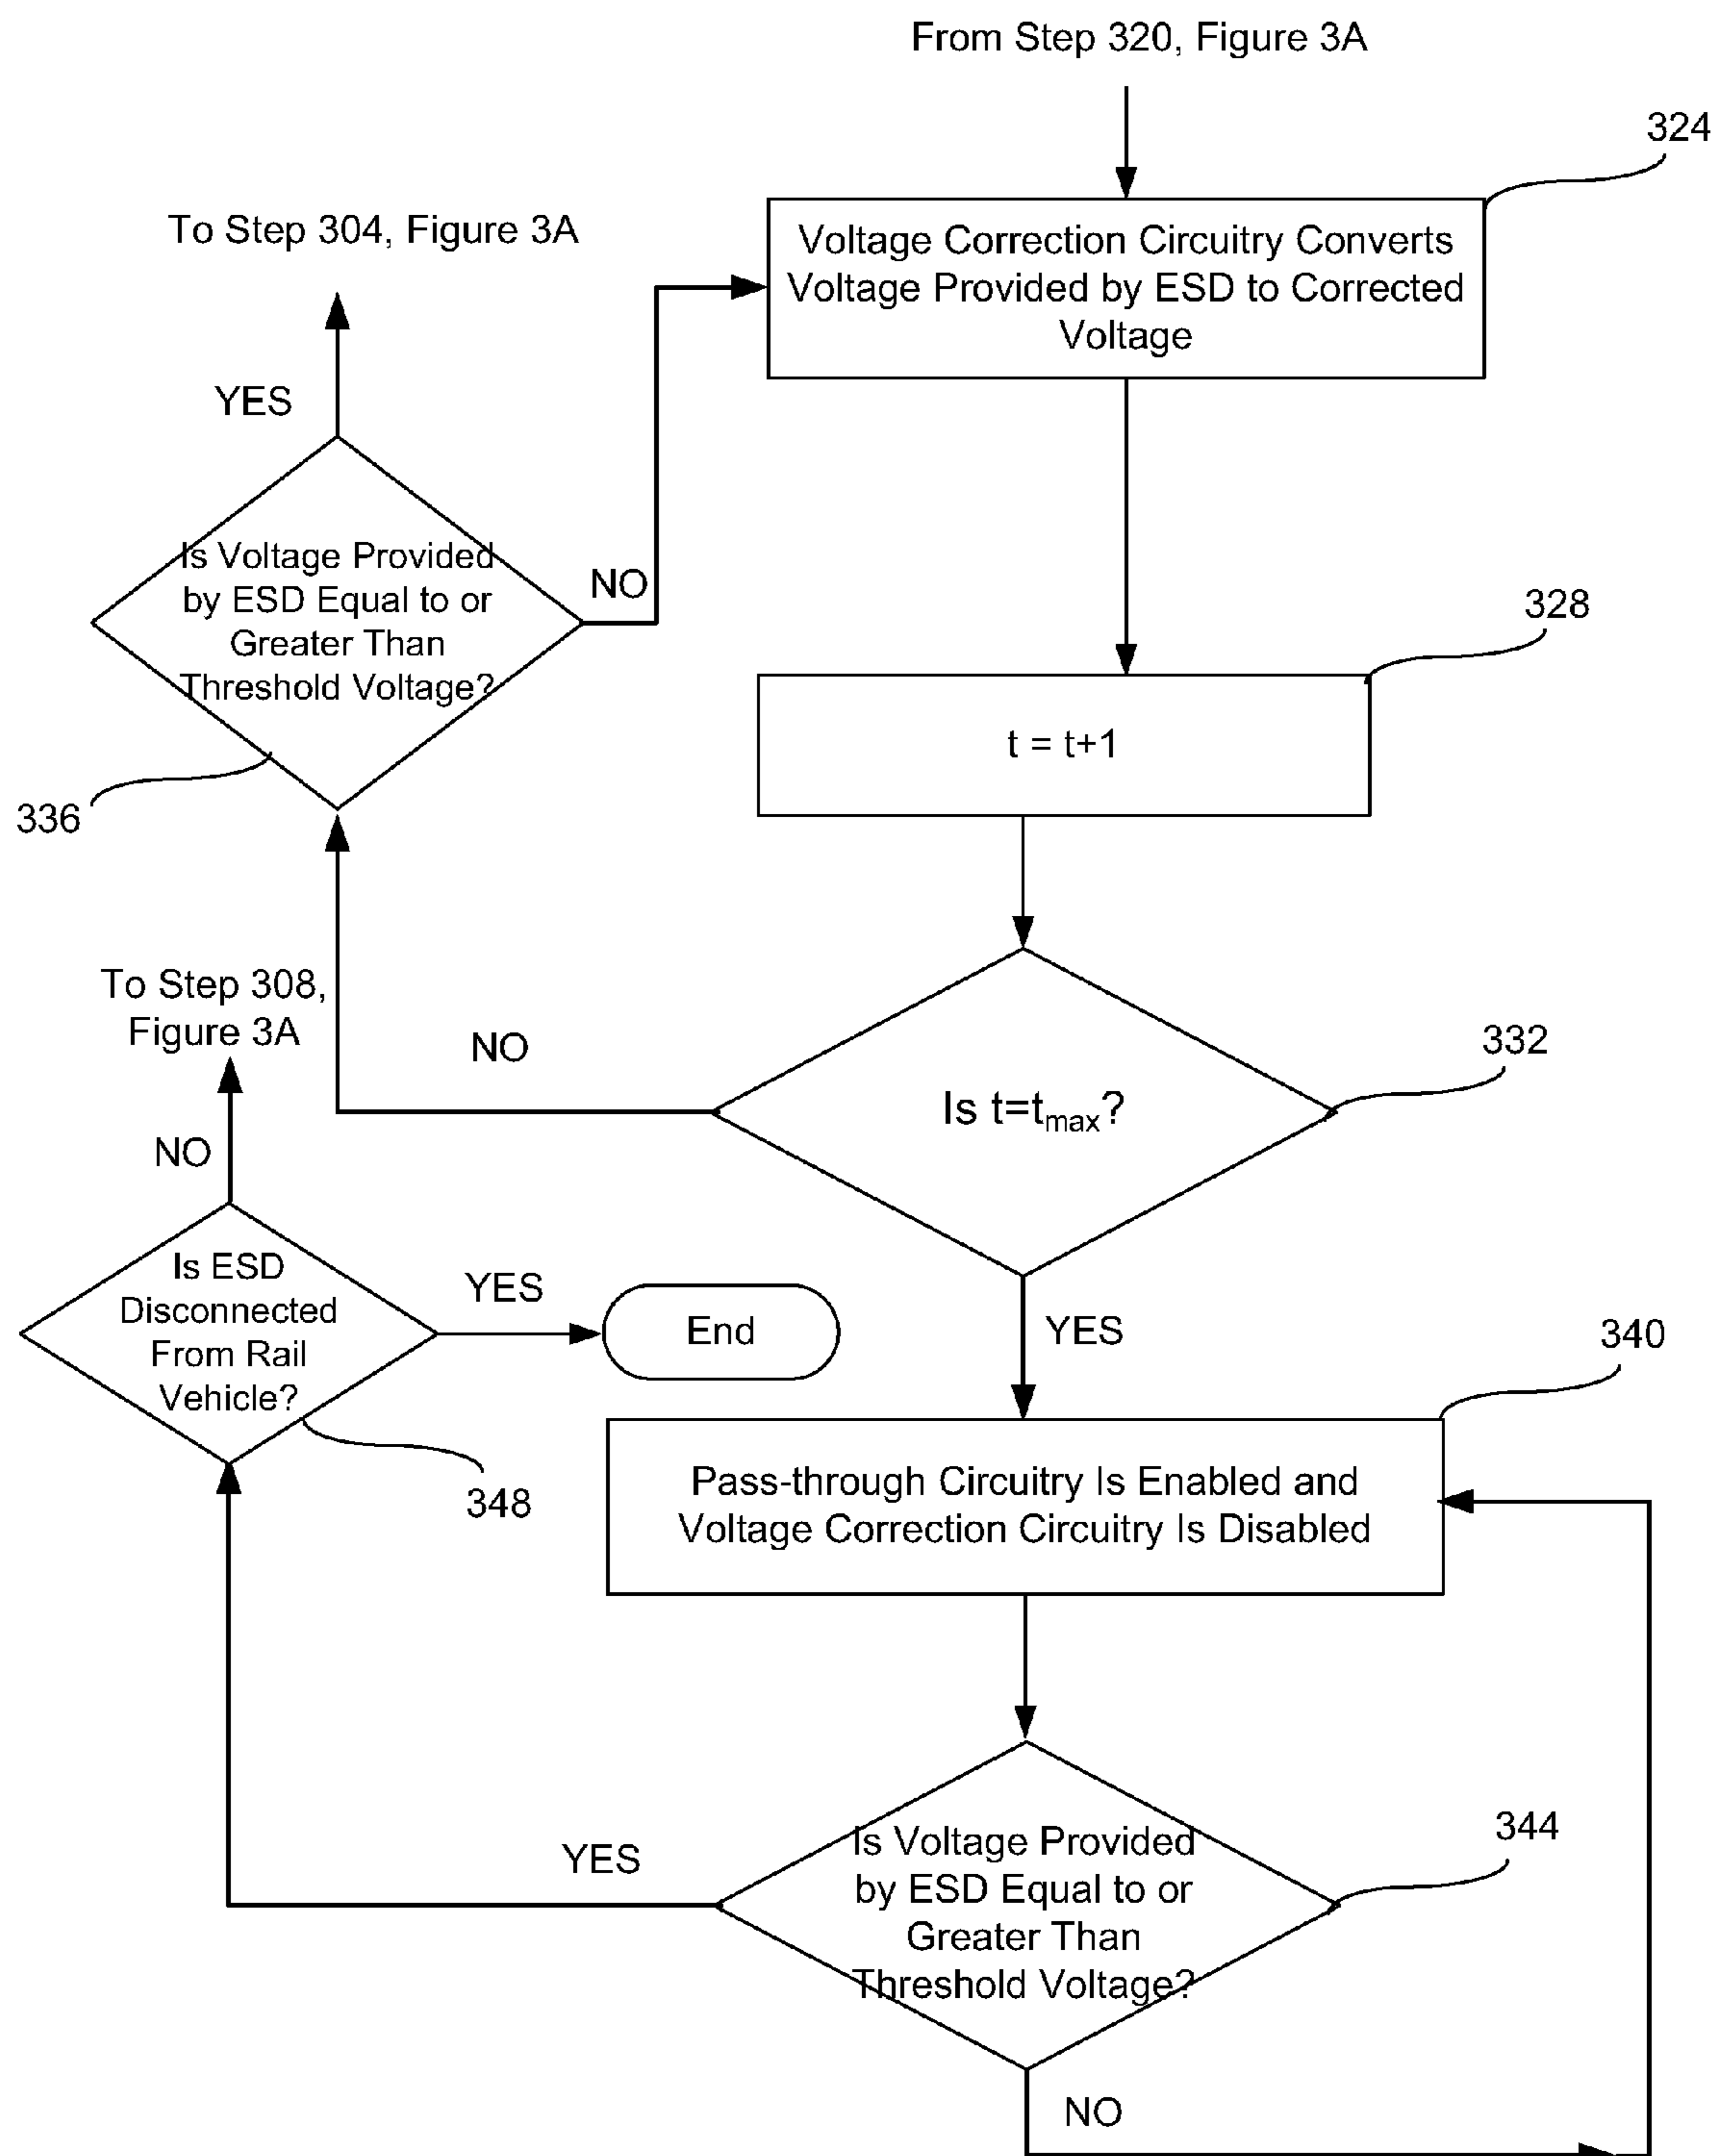 From Step 320, Figure 3A
324
To Step 304, Figure 3A
Voltage Correction Circuitry Converts
Voltage Provided by ESD to Corrected
Voltage
YES
Is Voltage Provided
by ESD Equal to or
Greater Than
Threshold Voltage?
NO
328
t = t+1
336
To Step 308,
Figure 3A
NO
332
Is t=tmax?
NO
Is ESD
Disconnected
From Rail
Vehicle?
YES
End
YES
340
348
Pass-through Circuitry Is Enabled and
Voltage Correction Circuitry Is Disabled
344
YES
Is Voltage Provided
by ESD Equal to or
Greater Than
Threshold Voltage?
NO